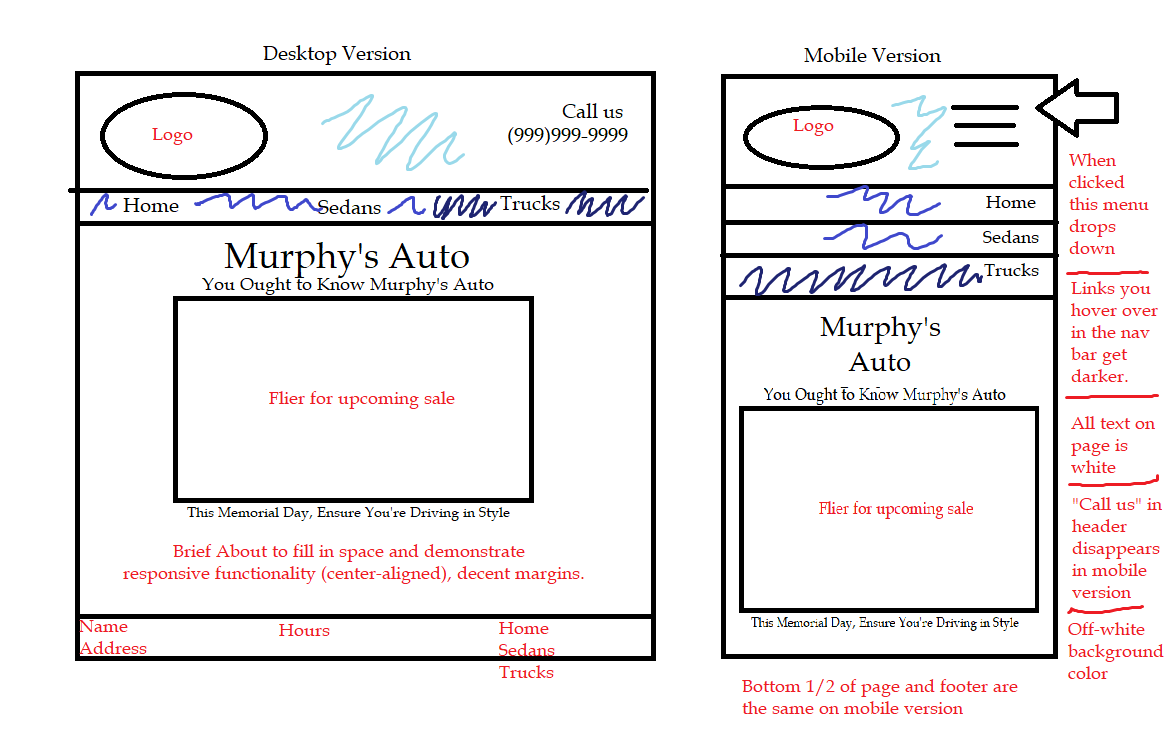 Desktop Version
Logo
Call us
(999)999-9999
Home
Sedans
Trucks
Murphy's Auto
You Ought to Know Murphy's Auto
Flier for upcoming sale
This Memorial Day, Ensure You're Driving in Style
Brief About to fill in space and demonstrate
responsive functionality (center-aligned), decent margins.
Name
Address
Hours
Home
Sedans
Trucks
Mobile Version
Logo
Home
Sedans
Trucks
Murphy's
Auto
You Ought to Know Murphy's Auto
Flier for upcoming sale
This Memorial Day, Ensure You're Driving in Style
Bottom 1/2 of page and footer are
the same on mobile version
When
clicked
this menu
drops
down
Links you
hover over
in the nav
bar get
darker.
All text on
page is
white
"Call us" in
header
disappears
in mobile
version
Off-white
background
color